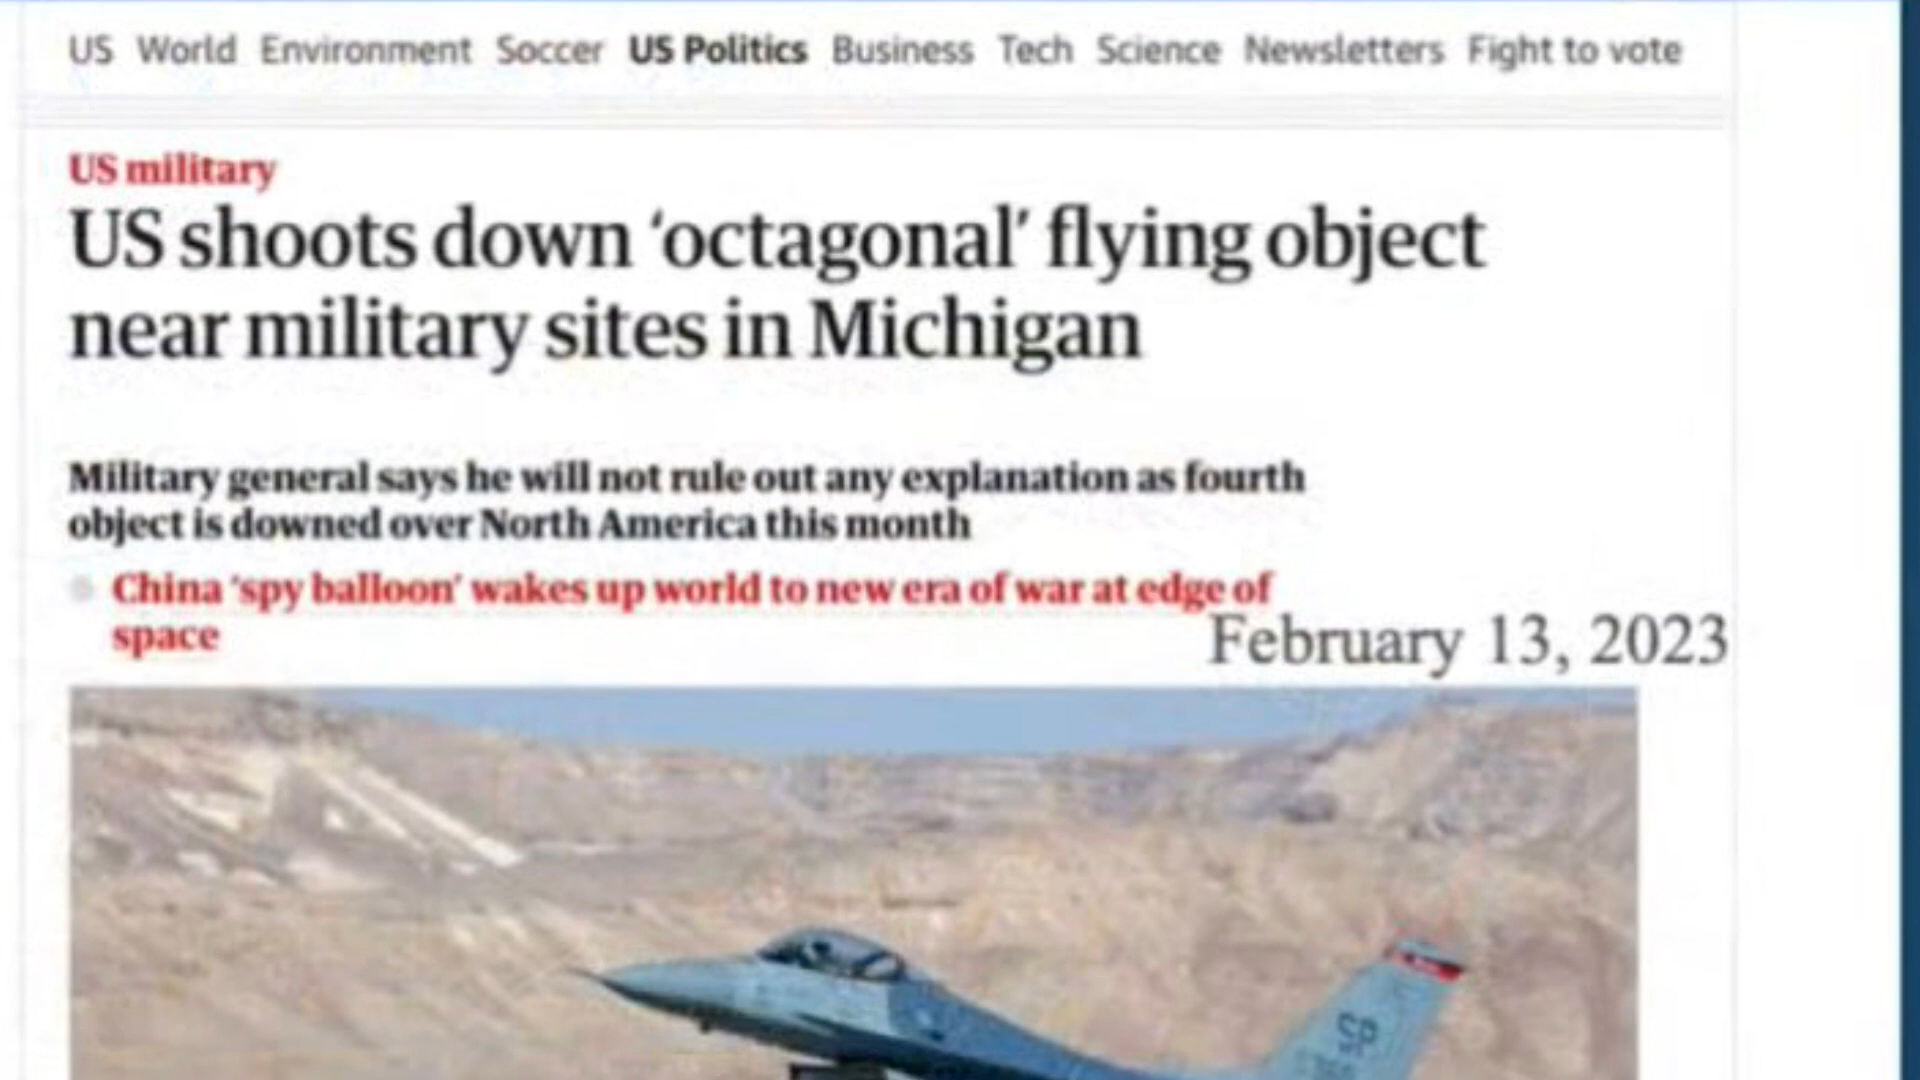 US World Environment Soccer US Politics Business Tech Science Newsletters Fight to vote
US military
US shoots down ‘octagonal’ flying object
near military sites in Michigan
Military general says he will not rule out any explanation as fourth
object is downed over North America this month
China ‘spy balloon’ wakes up world to new era of war at edge of
space
February 13, 2023
SP